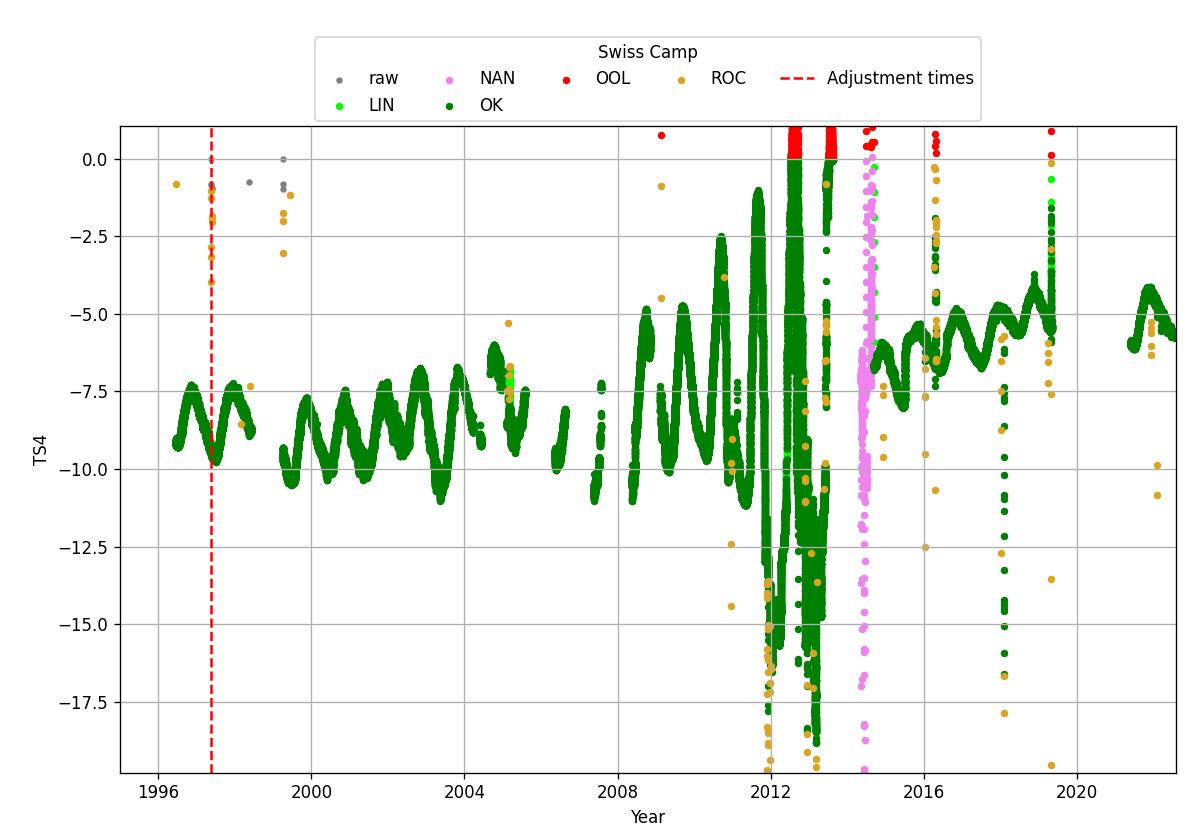 Swiss Camp
raw NAN OOL ROC Adjustment times
LIN OK
0.0
−2.5
−5.0
−7.5
−10.0
−12.5
−15.0
−17.5
TS4
1996 2000 2004 2008 2012 2016 2020
Year